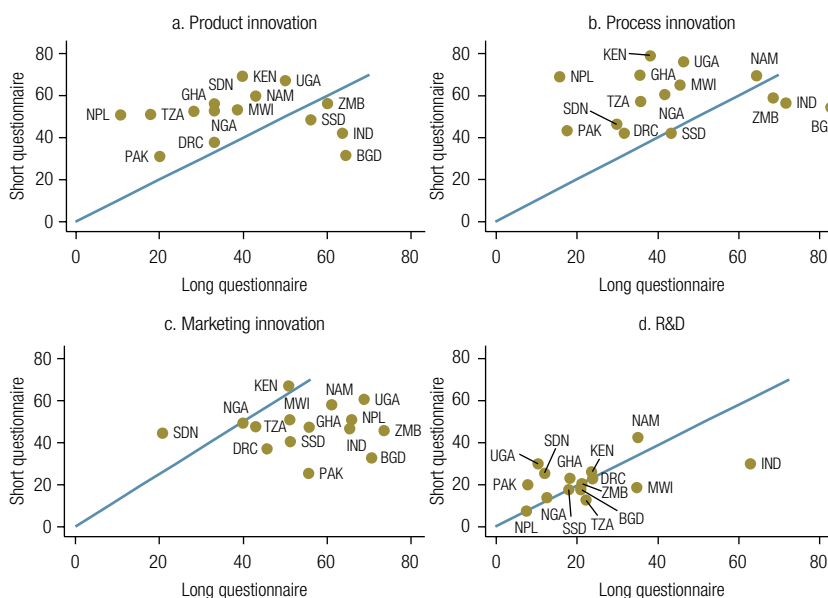 a. Product innovation
Short questionnaire
80
60
40
20
0
0 20 40 60 80
Long questionnaire
NPL
TZA
PAK
GHA
SDN
NGA
DRC
KEN
NAM
MWI
UGA
ZMB
SSD
IND
BGD
b. Process innovation
Short questionnaire
80
60
40
20
0
0 20 40 60 80
Long questionnaire
KEN
NPL
GHA
UGA
MWI
NAM
TZA
SDN
NGA
PAK
DRC
SSD
ZMB
IND
c. Marketing innovation
Short questionnaire
80
60
40
20
0
0 20 40 60 80
Long questionnaire
KEN
NAM
UGA
NGA
MWI
SDN
TZA
GHA
NPL
ZMB
DRC
SSD
IND
BGD
PAK
d. R&D
Short questionnaire
80
60
40
20
0
0 20 40 60 80
Long questionnaire
NAM
SDN
UGA
GHA
KEN
IND
PAK
DRC
ZMB
MWI
NGA
BGD
NPL
SSD
TZA